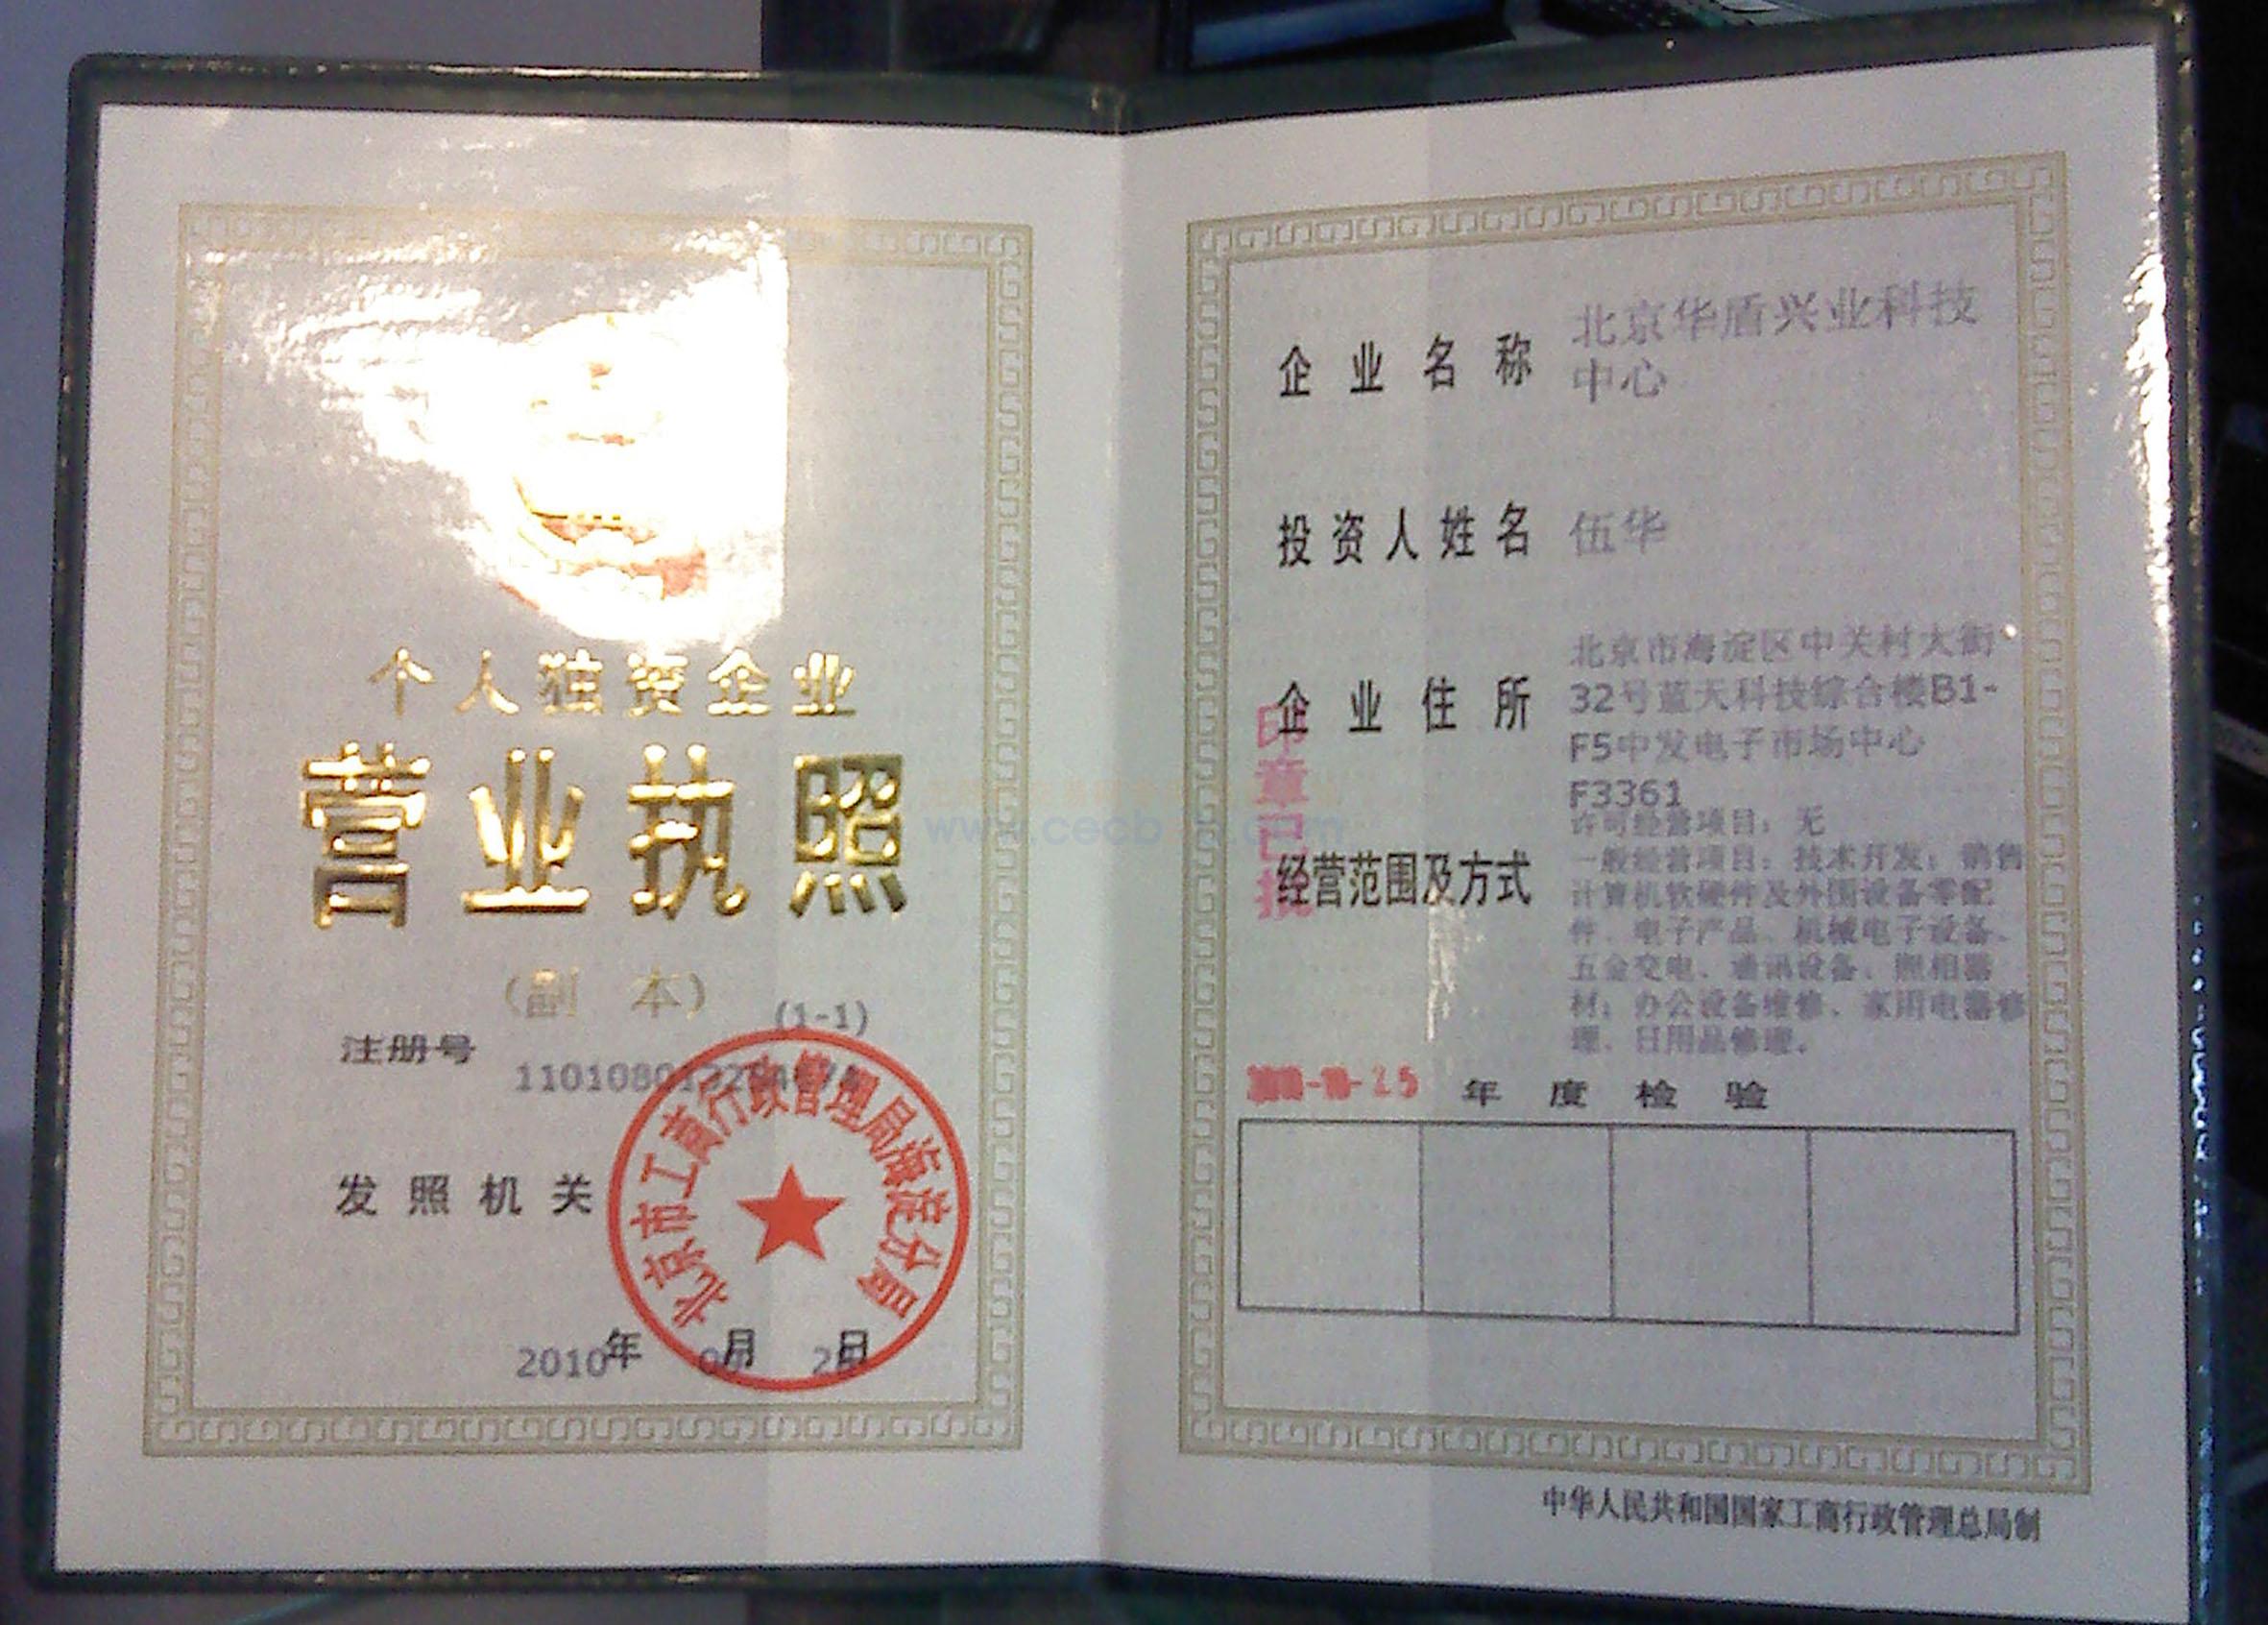 个人独资企业
营业执照
(副 本)
(1-1)
注册号
发照机关
北京市工商行政管理局海淀分局
2010年 月 日
企业名称 北京华盾兴业科技
中心
投资人姓名 伍华
企业住所 北京市海淀区中关村大街
32号蓝天科技综合楼B1-
F5中发电子市场中心
F3361
印章已
经营范围及方式
许可经营项目：无
一般经营项目：技术开发；销售
计算机软硬件及外围设备零配
件、电子产品、机械电子设备、
五金交电、通讯设备、照相器
材；办公设备维修、家用电器修
理、日用品修理。
年度检验
中华人民共和国国家工商行政管理总局制